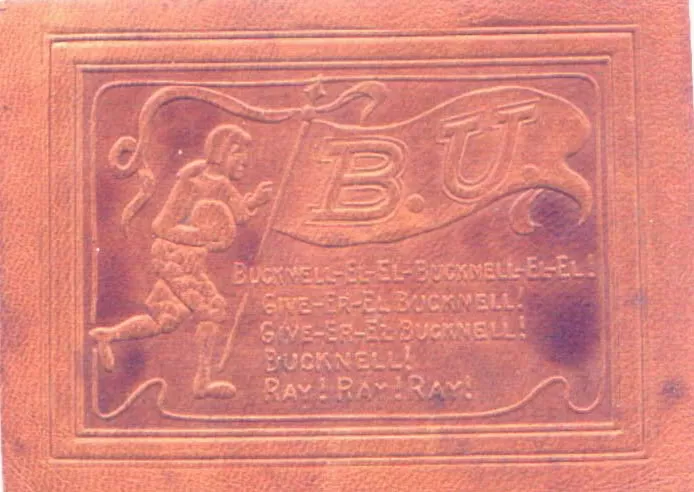 B. U.
BUCKNELL-EL-EL-BUCKNELL-EL-EL!
GIVE-ER-EL BUCKNELL!
GIVE-ER-EL BUCKNELL!
BUCKNELL!
RAY! RAY! RAY!